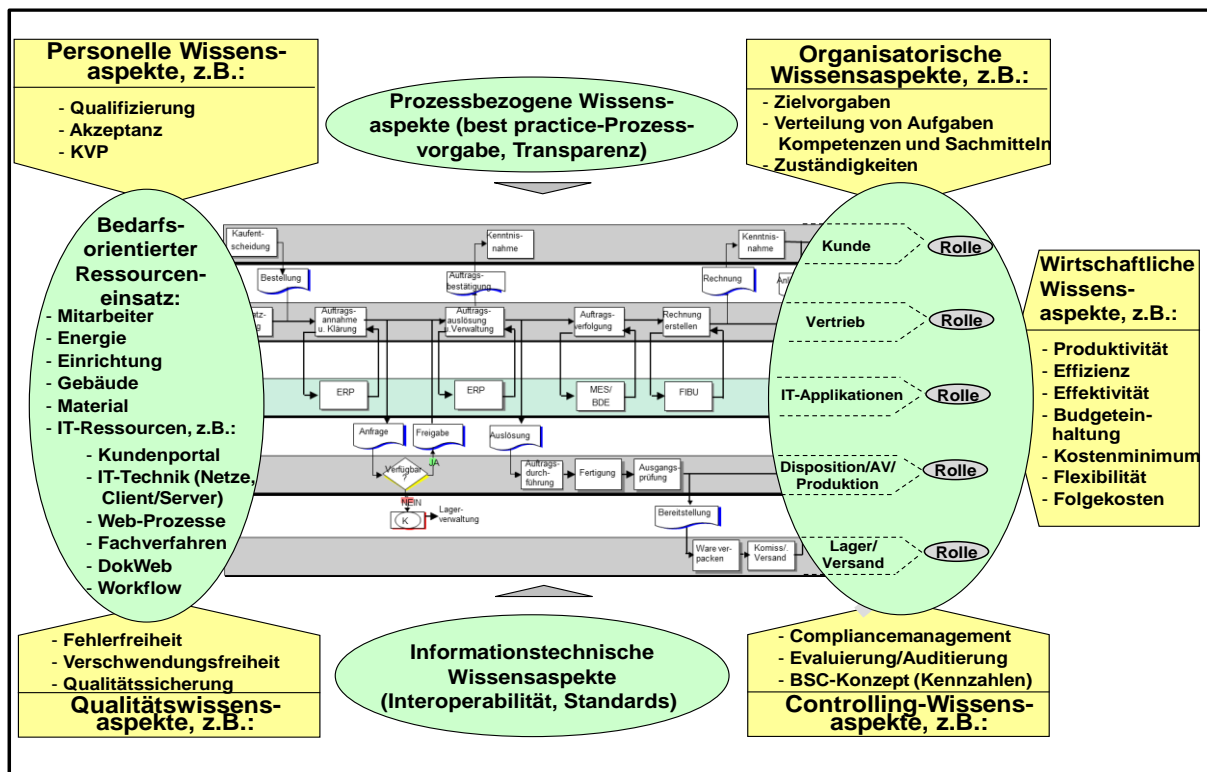 Personelle Wissens-
aspekte, z.B.:
- Qualifizierung
- Akzeptanz
- KVP
Prozessbezogene Wissens-
aspekte (best practice-Prozess-
vorgabe, Transparenz)
Organisatorische
Wissensaspekte, z.B.:
- Zielvorgaben
- Verteilung von Aufgaben
Kompetenzen und Sachmitteln
- Zuständigkeiten
Bedarfs-
orientierter
Ressourcen-
einsatz:
- Mitarbeiter
- Energie
- Einrichtung
- Gebäude
- Material
- IT-Ressourcen, z.B.:
- Kundenportal
- IT-Technik (Netze,
Client/Server)
- Web-Prozesse
- Fachverfahren
- DokWeb
- Workflow
Kaufent-
scheidung
Kenntnis-
nahme
Kenntnis-
nahme
Bestellung
Auftrags-
bestätigung
Rechnung
Auftrags-
annahme
u. Klärung
Auftrags-
auslösung
u.Verwaltung
Auftrags-
verfolgung
Rechnung
erstellen
ERP
ERP
MES/
BDE
FIBU
Anfrage
Freigabe
Auslösung
Verfügbar
?
JA
NEIN
K
Lager-
verwaltung
Auftrags-
durch-
führung
Fertigung
Ausgangs-
prüfung
Bereitstellung
Ware ver-
packen
Komiss/.
Versand
Kunde
Rolle
Vertrieb
Rolle
IT-Applikationen
Rolle
Disposition/AV/
Produktion
Rolle
Lager/
Versand
Rolle
Wirtschaftliche
Wissens-
aspekte, z.B.:
- Produktivität
- Effizienz
- Effektivität
- Budgetein-
haltung
- Kostenminimum
- Flexibilität
- Folgekosten
- Fehlerfreiheit
- Verschwendungsfreiheit
- Qualitätssicherung
Qualitätswissens-
aspekte, z.B.:
Informationstechnische
Wissensaspekte
(Interoperabilität, Standards)
- Compliancemanagement
- Evaluierung/Auditierung
- BSC-Konzept (Kennzahlen)
Controlling-Wissens-
aspekte, z.B.: